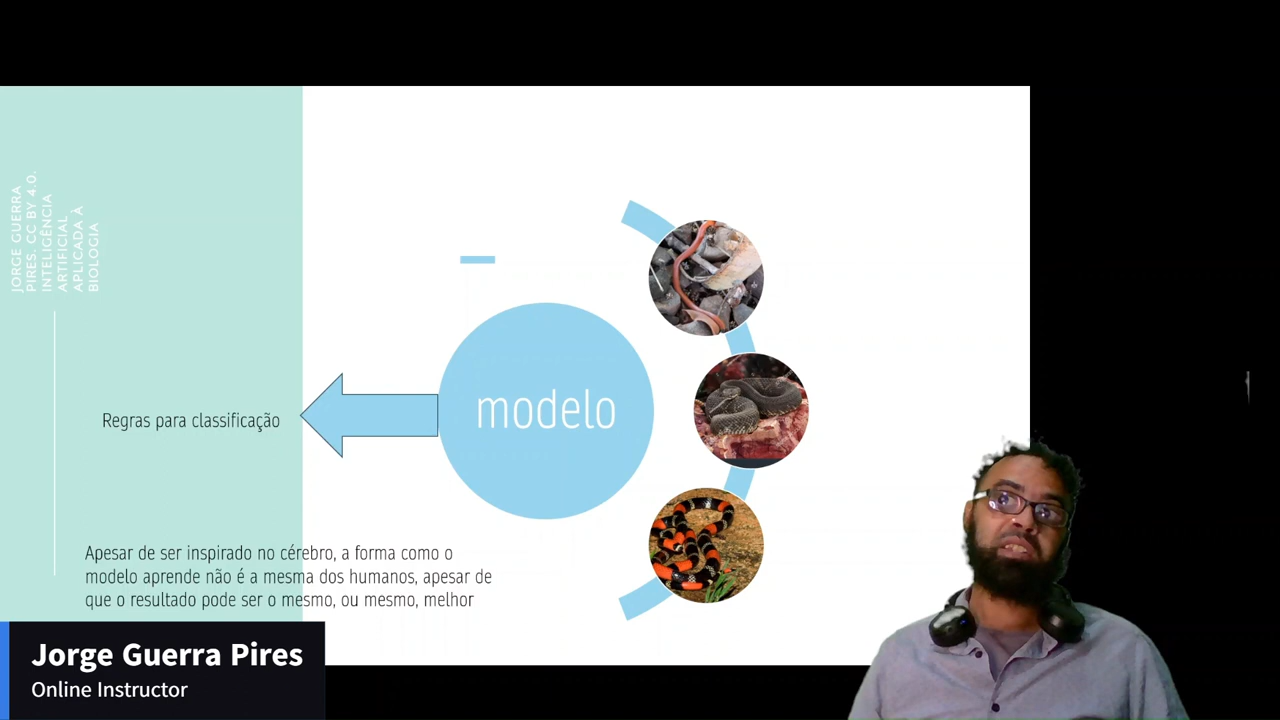 JORGE GUERRA
PIRES. CC BY 4.0.
INTELIGÊNCIA
ARTIFICIAL
APLICADA À
BIOLOGIA
modelo
Regras para classificação
Apesar de ser inspirado no cérebro, a forma como o
modelo aprende não é a mesma dos humanos, apesar de
que o resultado pode ser o mesmo, ou mesmo, melhor
Jorge Guerra Pires
Online Instructor